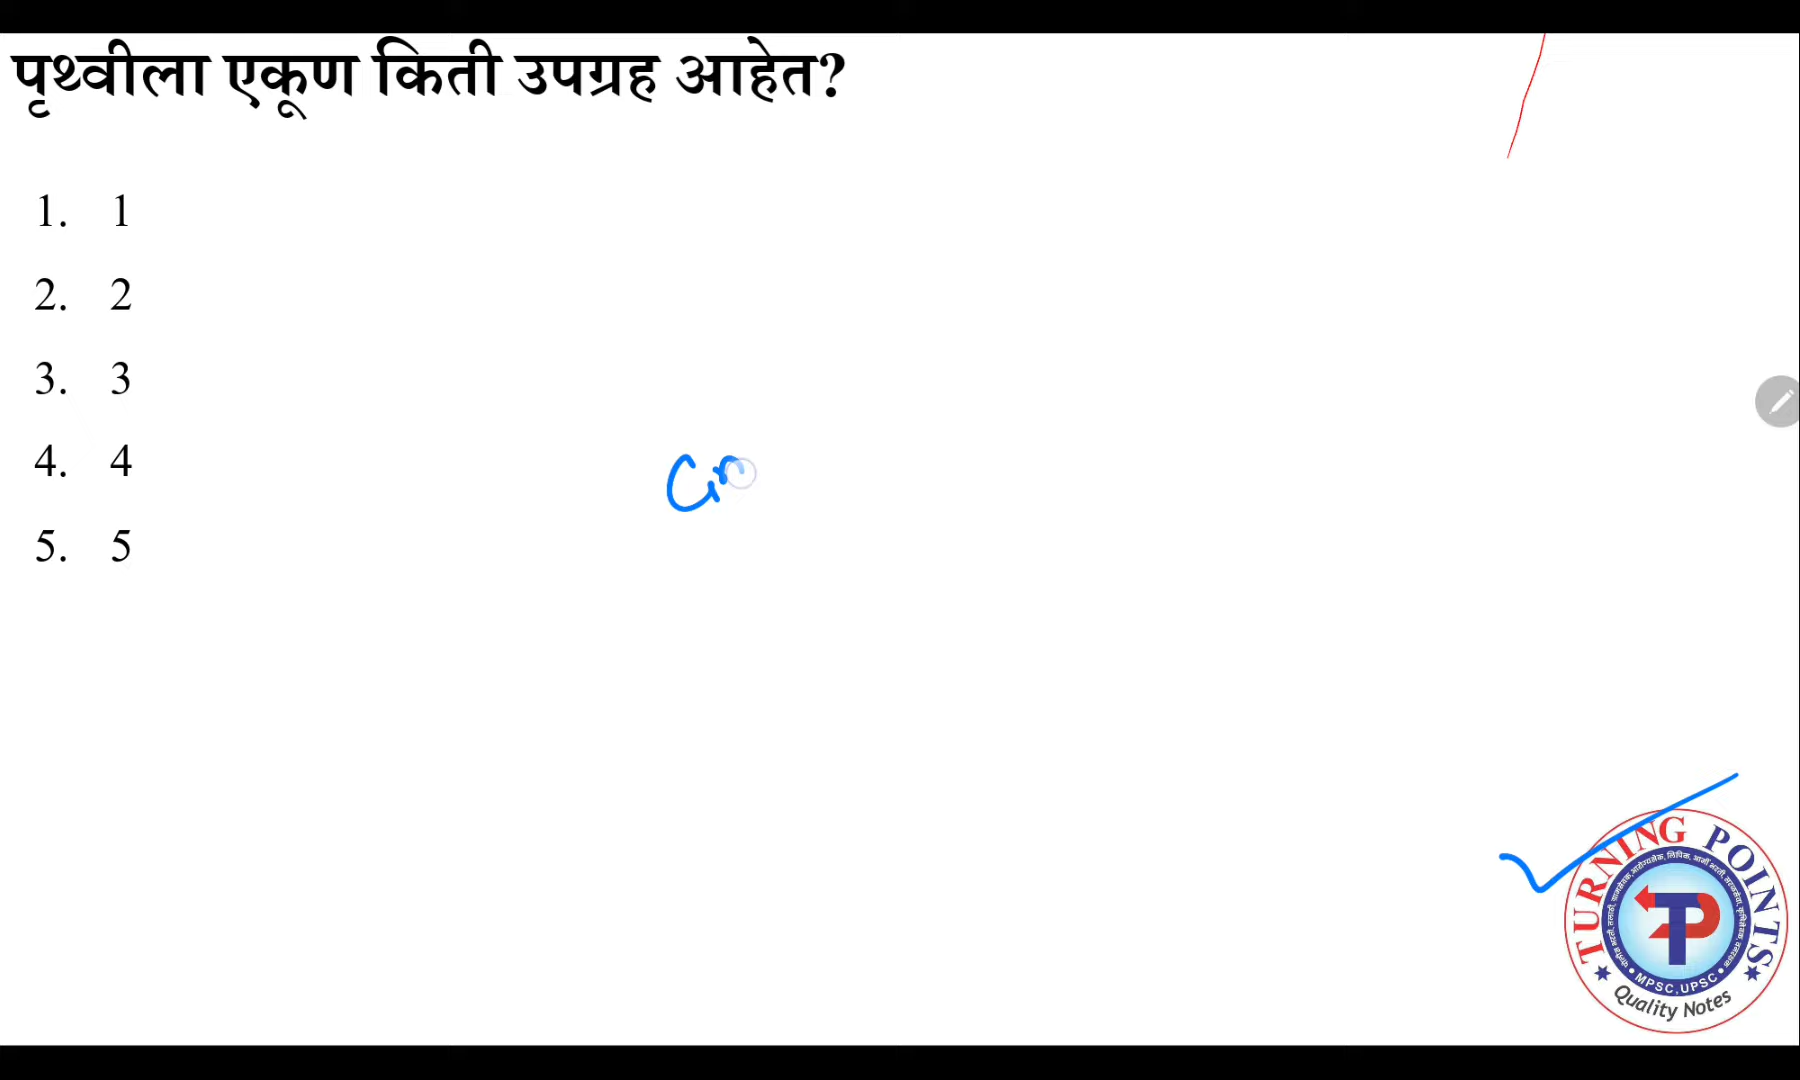 पृथ्वीला एकूण किती उपग्रह आहेत?
1. 1
2. 2
3. 3
4. 4
5. 5
TURNING POINTS
MPSC, UPSC
Quality Notes